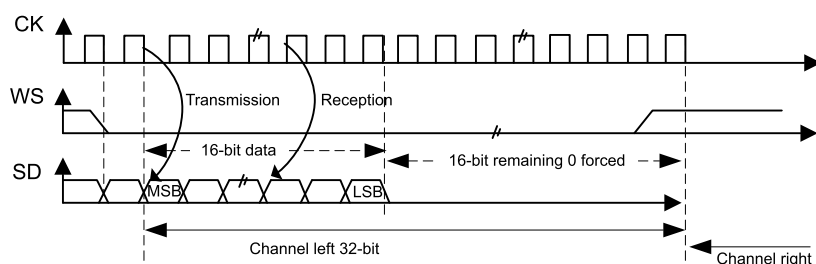 CK
WS
Transmission
Reception
16-bit data
16-bit remaining 0 forced
SD
MSB
LSB
Channel left 32-bit
Channel right